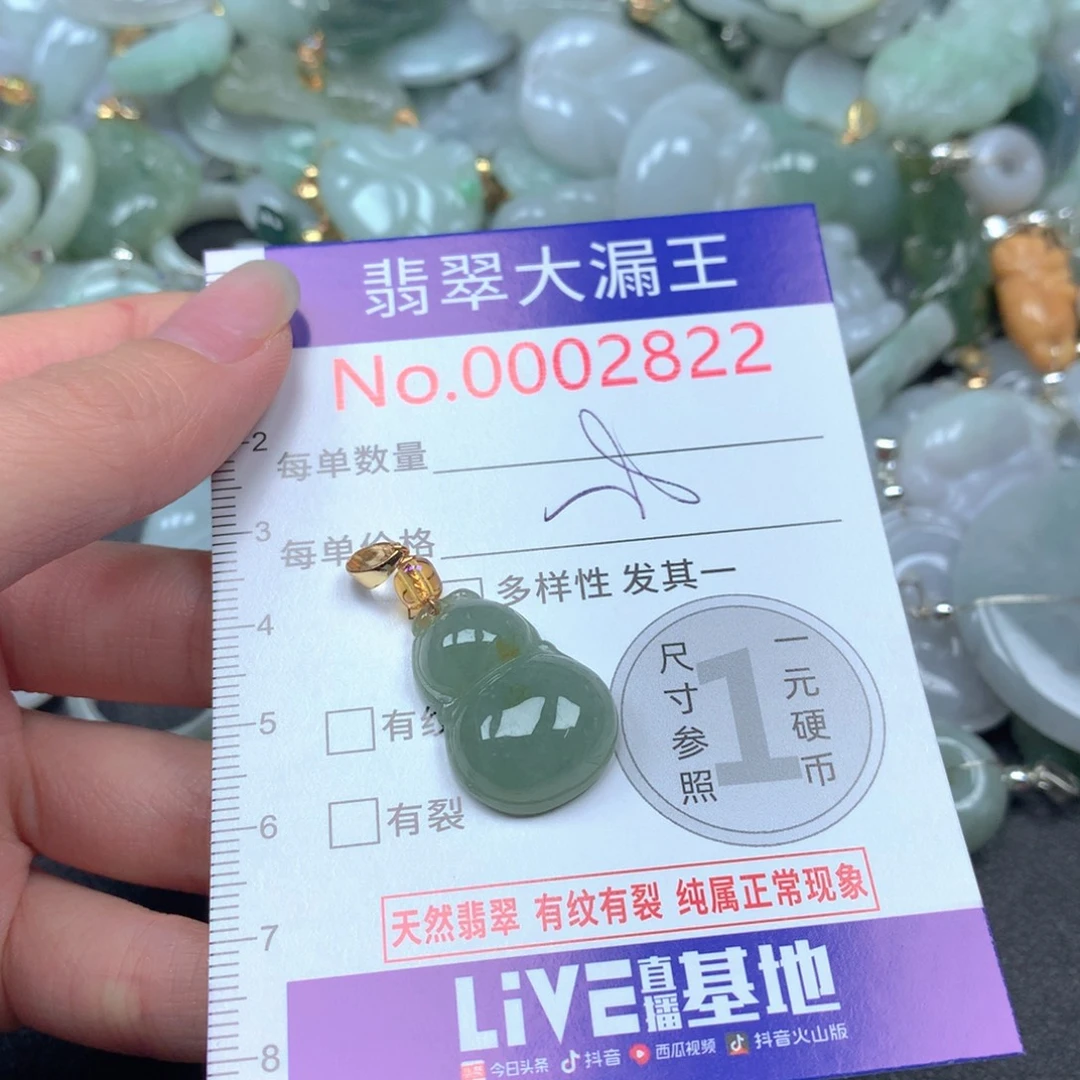 翡翠大漏王
No.0002822
每单数量
每单价格
多样性 发其一
有纹
有裂
尺寸参照
1
一元硬币
天然翡翠 有纹有裂 纯属正常现象
LiVE直播基地
今日头条 抖音 西瓜视频 抖音火山版
2
3
4
5
6
7
8